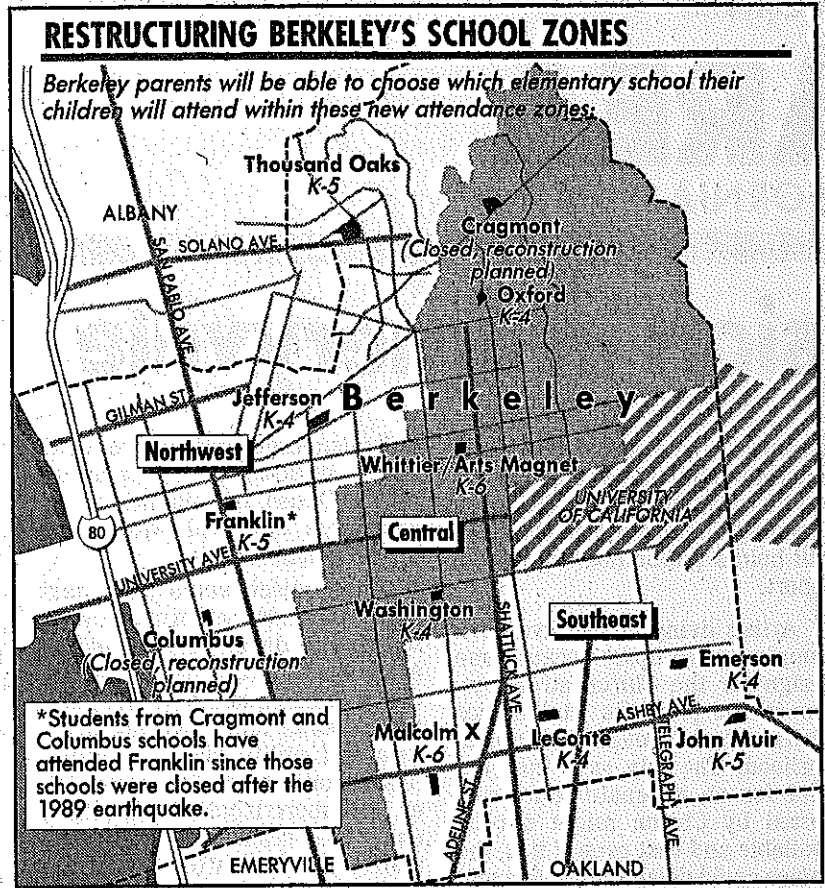 RESTRUCTURING BERKELEY'S SCHOOL ZONES
Berkeley parents will be able to choose which elementary school their
children will attend within these new attendance zones:
Thousand Oaks
K-5
ALBANY
SOLANO AVE
SAN PABLO AVE
Cragmont
(Closed, reconstruction
planned)
Oxford
K-4
Jefferson
K-4
Berkeley
GILMAN ST
Northwest
Whittier/Arts Magnet
K-6
UNIVERSITY
OF CALIFORNIA
Franklin*
K-5
Central
80
UNIVERSITY AVE
Washington
K-4
SHATTUCK AVE
Southeast
Columbus
(Closed, reconstruction
planned)
Emerson
K-4
*Students from Cragmont and
Columbus schools have
attended Franklin since those
schools were closed after the
1989 earthquake.
Malcolm X
K-6
LeConte
K-4
ASHBY AVE
John Muir
K-5
TELEGRAPH AVE
ADELINE ST
EMERYVILLE
OAKLAND